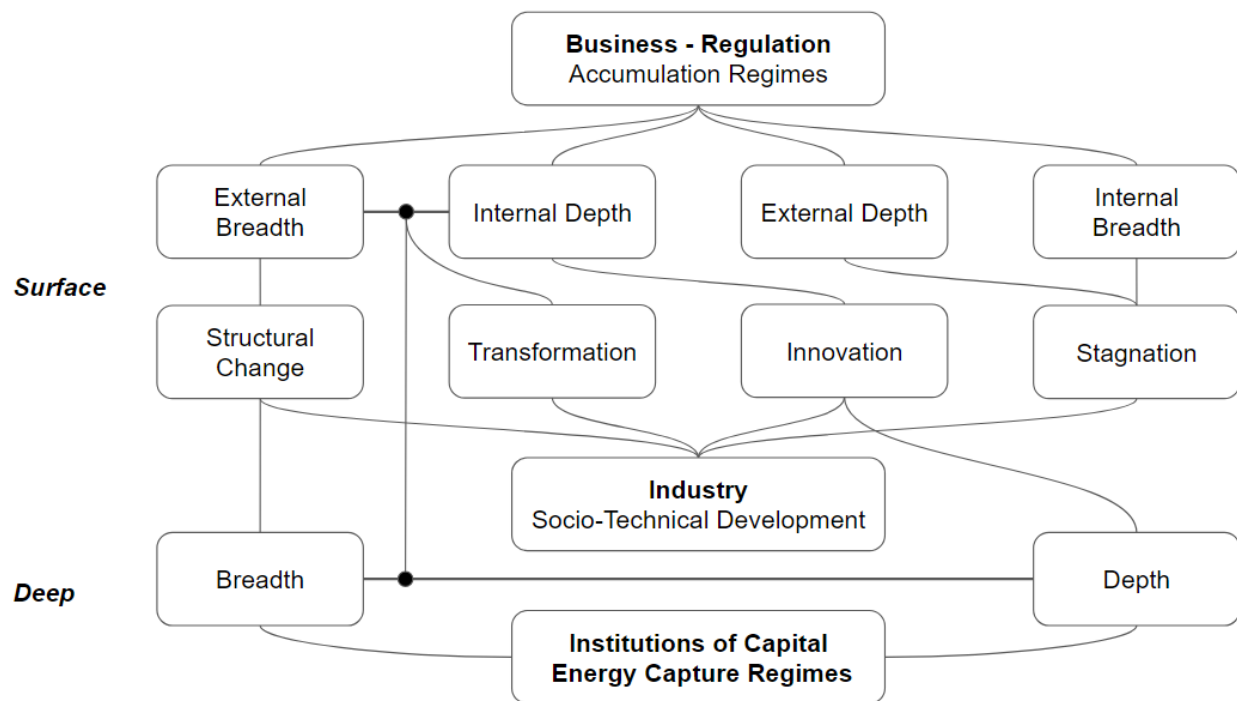 Business - Regulation
Accumulation Regimes
External
Breadth
Internal Depth
External Depth
Internal
Breadth
Surface
Structural
Change
Transformation
Innovation
Stagnation
Industry
Socio-Technical Development
Deep
Breadth
Depth
Institutions of Capital
Energy Capture Regimes